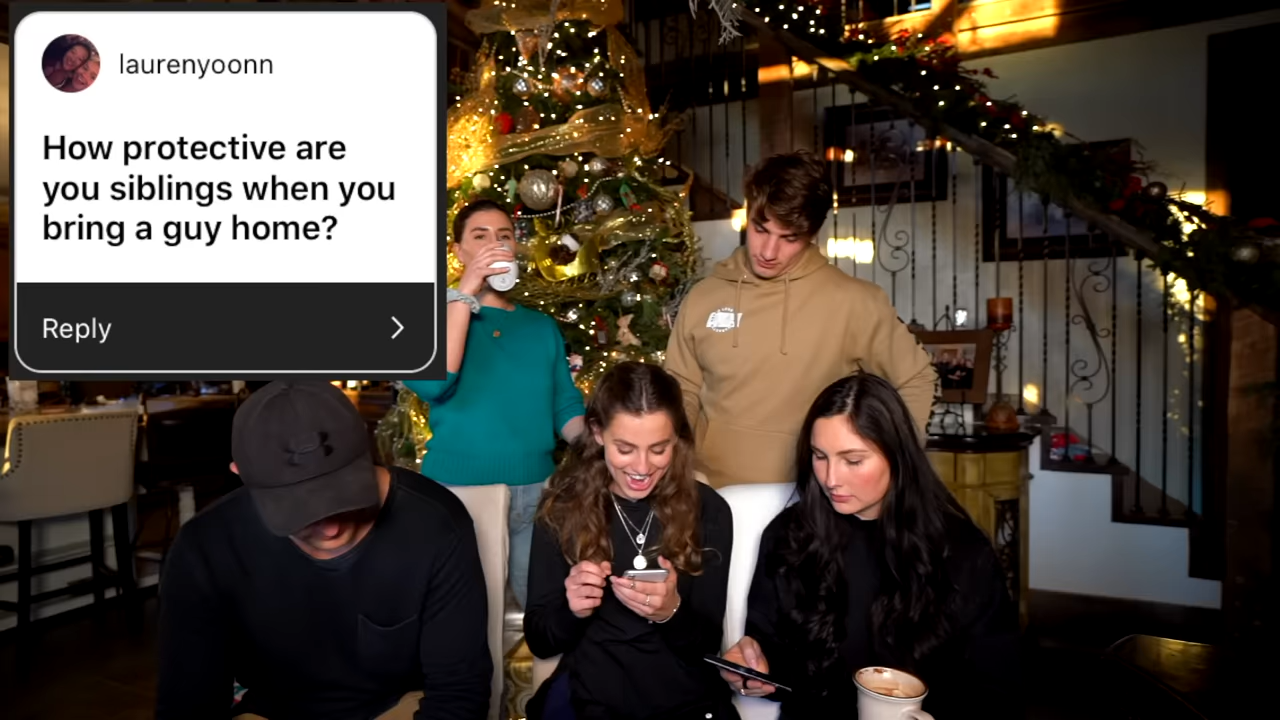 laurenyoonn
How protective are
you siblings when you
bring a guy home?
Reply